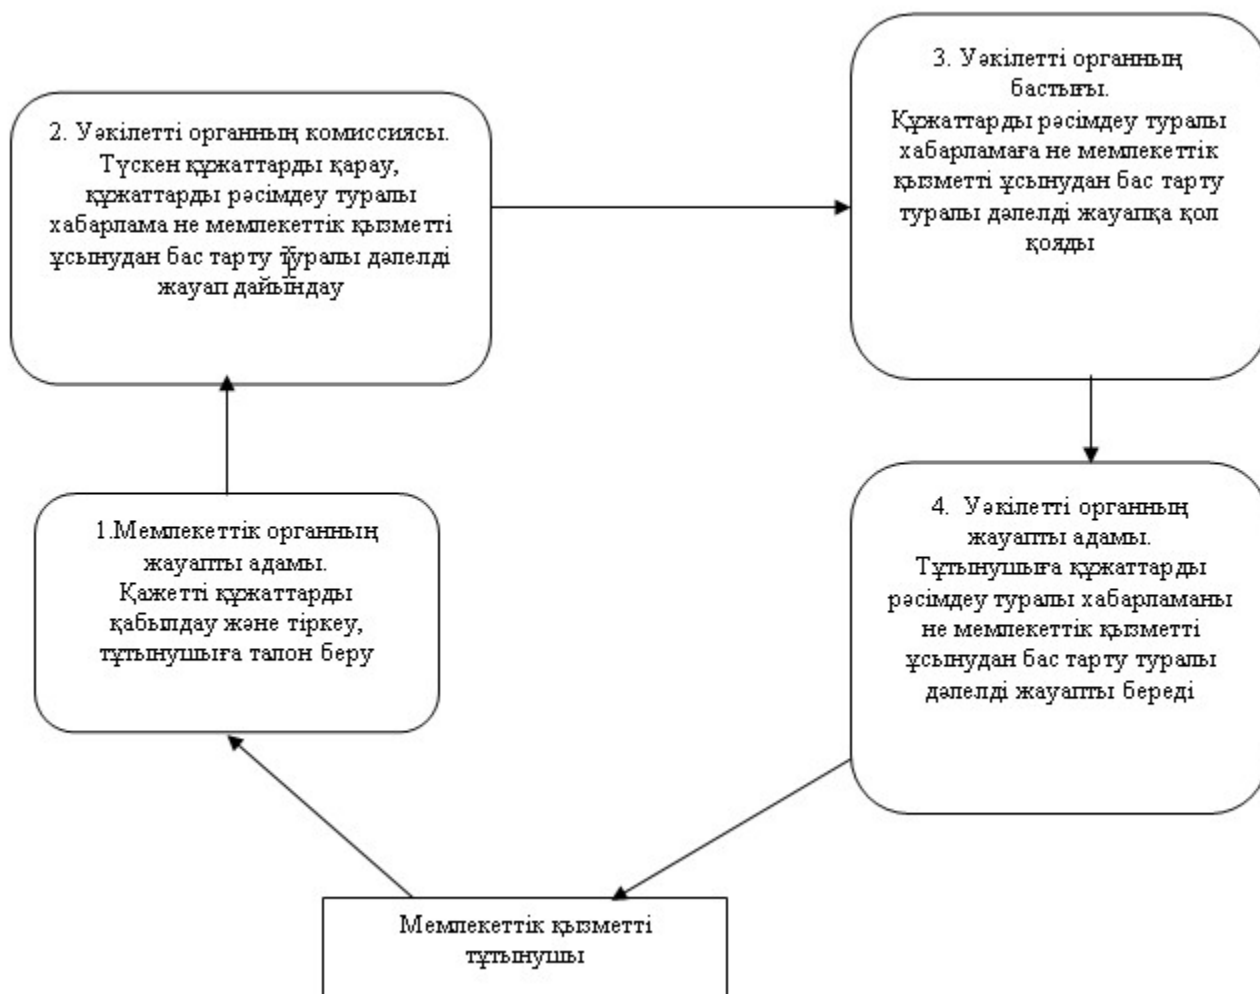 2. Уәкілетті органның комиссиясы.
Түскен құжаттарды қарау,
құжаттарды рәсімдеу туралы
хабарлама не мемлекеттік қызметті
ұсынудан бас тарту туралы дәлелді
жауап дайындау
3. Уәкілетті органның
бастығы.
Құжаттарды рәсімдеу туралы
хабарламаға не мемлекеттік
қызметті ұсынудан бас тарту
туралы дәлелді жауапқа қол
қояды
1.Мемлекеттік органның
жауапты адамы.
Қажетті құжаттарды
қабылдау және тіркеу,
тұтынушыға талон беру
4. Уәкілетті органның
жауапты адамы.
Тұтынушыға құжаттарды
рәсімдеу туралы хабарламаны
не мемлекеттік қызметті
ұсынудан бас тарту туралы
дәлелді жауапты береді
Мемлекеттік қызметті
тұтынушы